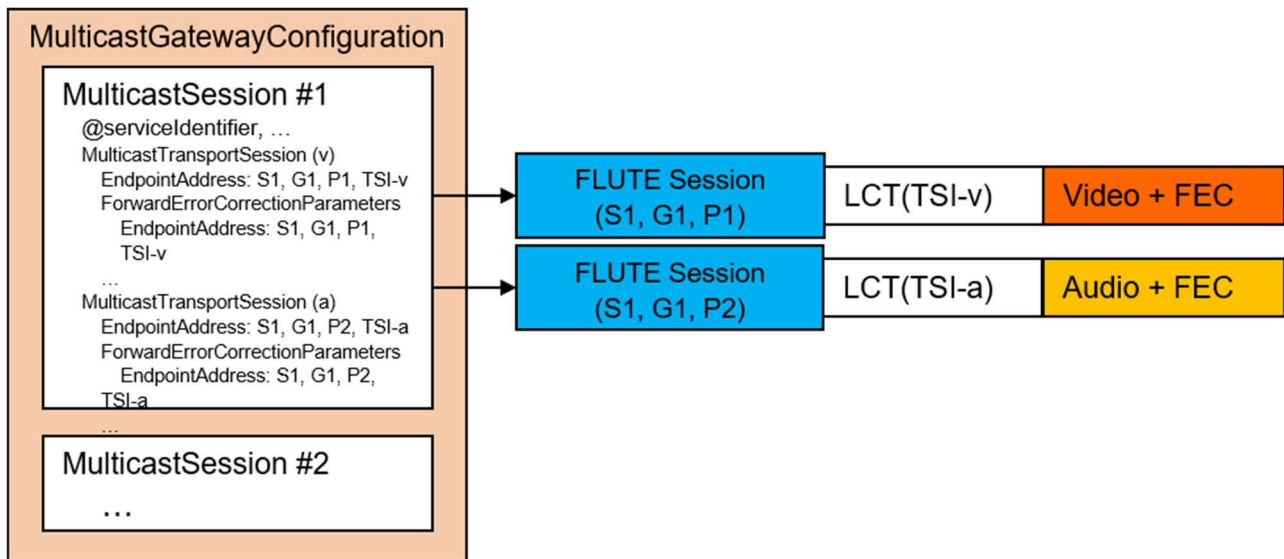 MulticastGatewayConfiguration
MulticastSession #1
@serviceIdentifier, ...
MulticastTransportSession (v)
EndpointAddress: S1, G1, P1, TSI-v
ForwardErrorCorrectionParameters
EndpointAddress: S1, G1, P1,
TSI-v
...
MulticastTransportSession (a)
EndpointAddress: S1, G1, P2, TSI-a
ForwardErrorCorrectionParameters
EndpointAddress: S1, G1, P2,
TSI-a
...
MulticastSession #2
...
FLUTE Session
(S1, G1, P1)
LCT(TSI-v)
Video + FEC
FLUTE Session
(S1, G1, P2)
LCT(TSI-a)
Audio + FEC